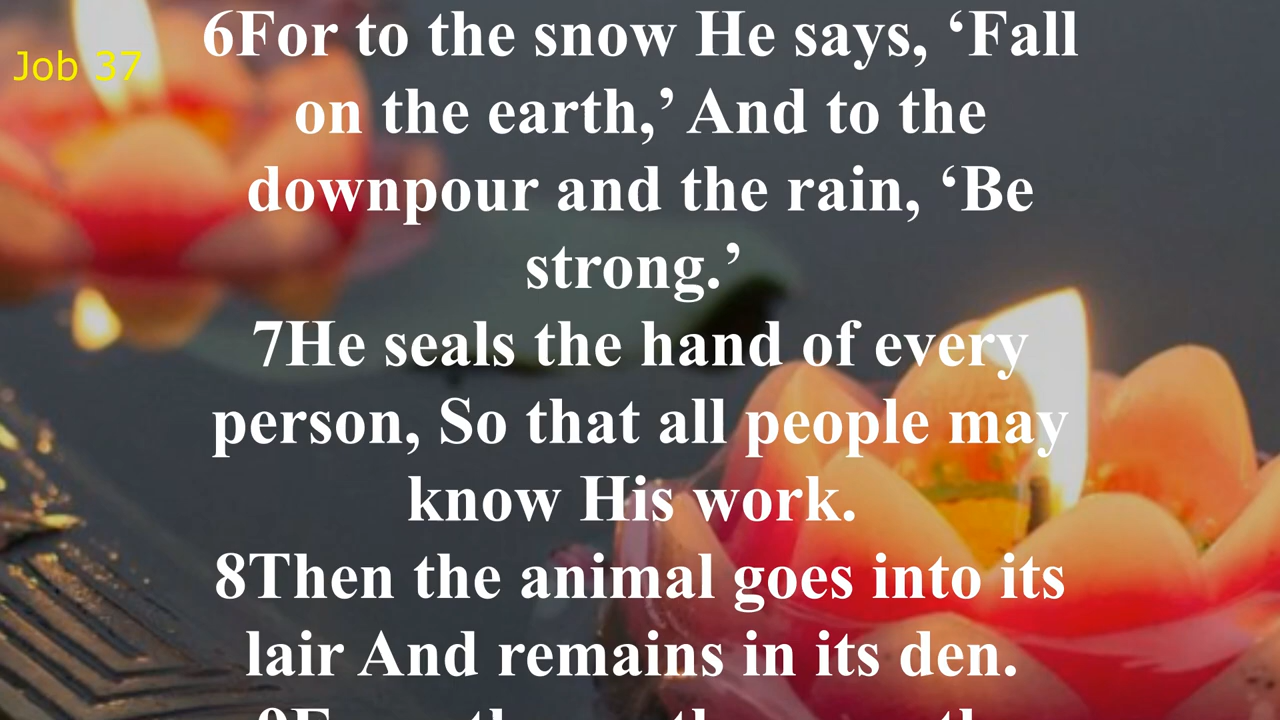 Job 37
6For to the snow He says, ‘Fall
on the earth,’ And to the
downpour and the rain, ‘Be
strong.’
7He seals the hand of every
person, So that all people may
know His work.
8Then the animal goes into its
lair And remains in its den.